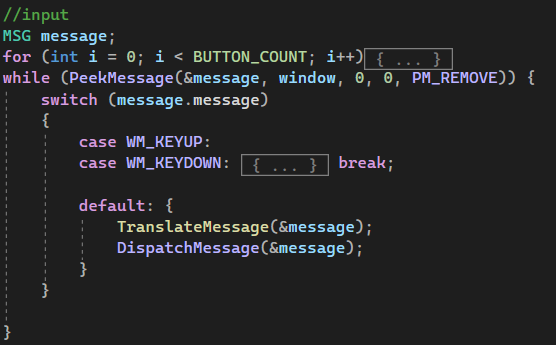 //input
MSG message;
for (int i = 0; i < BUTTON_COUNT; i++){ ... }
while (PeekMessage(&message, window, 0, 0, PM_REMOVE)) {
    switch (message.message)
    {
        case WM_KEYUP:
        case WM_KEYDOWN: { ... } break;

        default: {
            TranslateMessage(&message);
            DispatchMessage(&message);
        }
    }

}